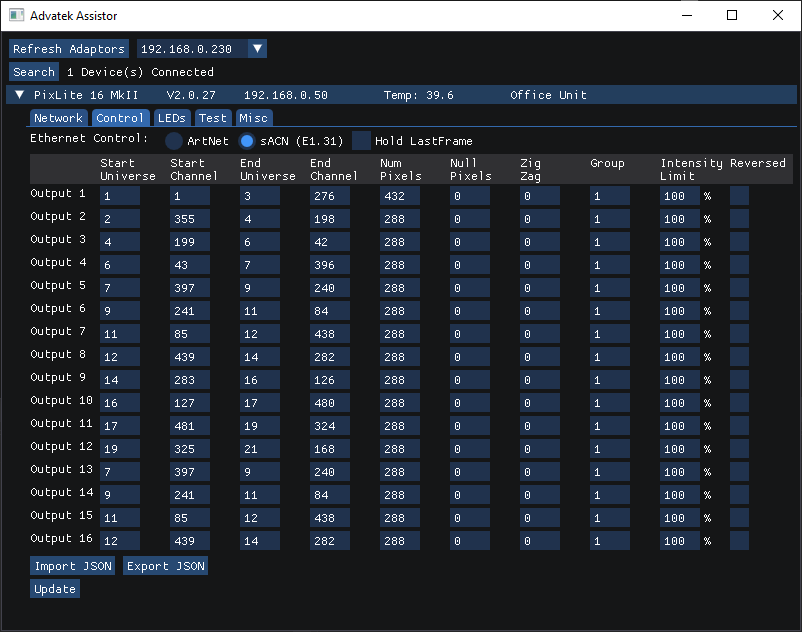 Advatek Assistor
Refresh Adaptors 192.168.0.230
Search 1 Device(s) Connected
PixLite 16 MkII V2.0.27 192.168.0.50 Temp: 39.6 Office Unit
Network Control LEDs Test Misc
Ethernet Control: ArtNet sACN (E1.31) Hold LastFrame
Start Start End End Num Null Zig Group Intensity Reversed
Universe Channel Universe Channel Pixels Pixels Zag Limit
Output 1 1 1 3 276 432 0 0 1 100 %
Output 2 2 355 4 198 288 0 0 1 100 %
Output 3 4 199 6 42 288 0 0 1 100 %
Output 4 6 43 7 396 288 0 0 1 100 %
Output 5 7 397 9 240 288 0 0 1 100 %
Output 6 9 241 11 84 288 0 0 1 100 %
Output 7 11 85 12 438 288 0 0 1 100 %
Output 8 12 439 14 282 288 0 0 1 100 %
Output 9 14 283 16 126 288 0 0 1 100 %
Output 10 16 127 17 480 288 0 0 1 100 %
Output 11 17 481 19 324 288 0 0 1 100 %
Output 12 19 325 21 168 288 0 0 1 100 %
Output 13 7 397 9 240 288 0 0 1 100 %
Output 14 9 241 11 84 288 0 0 1 100 %
Output 15 11 85 12 438 288 0 0 1 100 %
Output 16 12 439 14 282 288 0 0 1 100 %
Import JSON Export JSON
Update